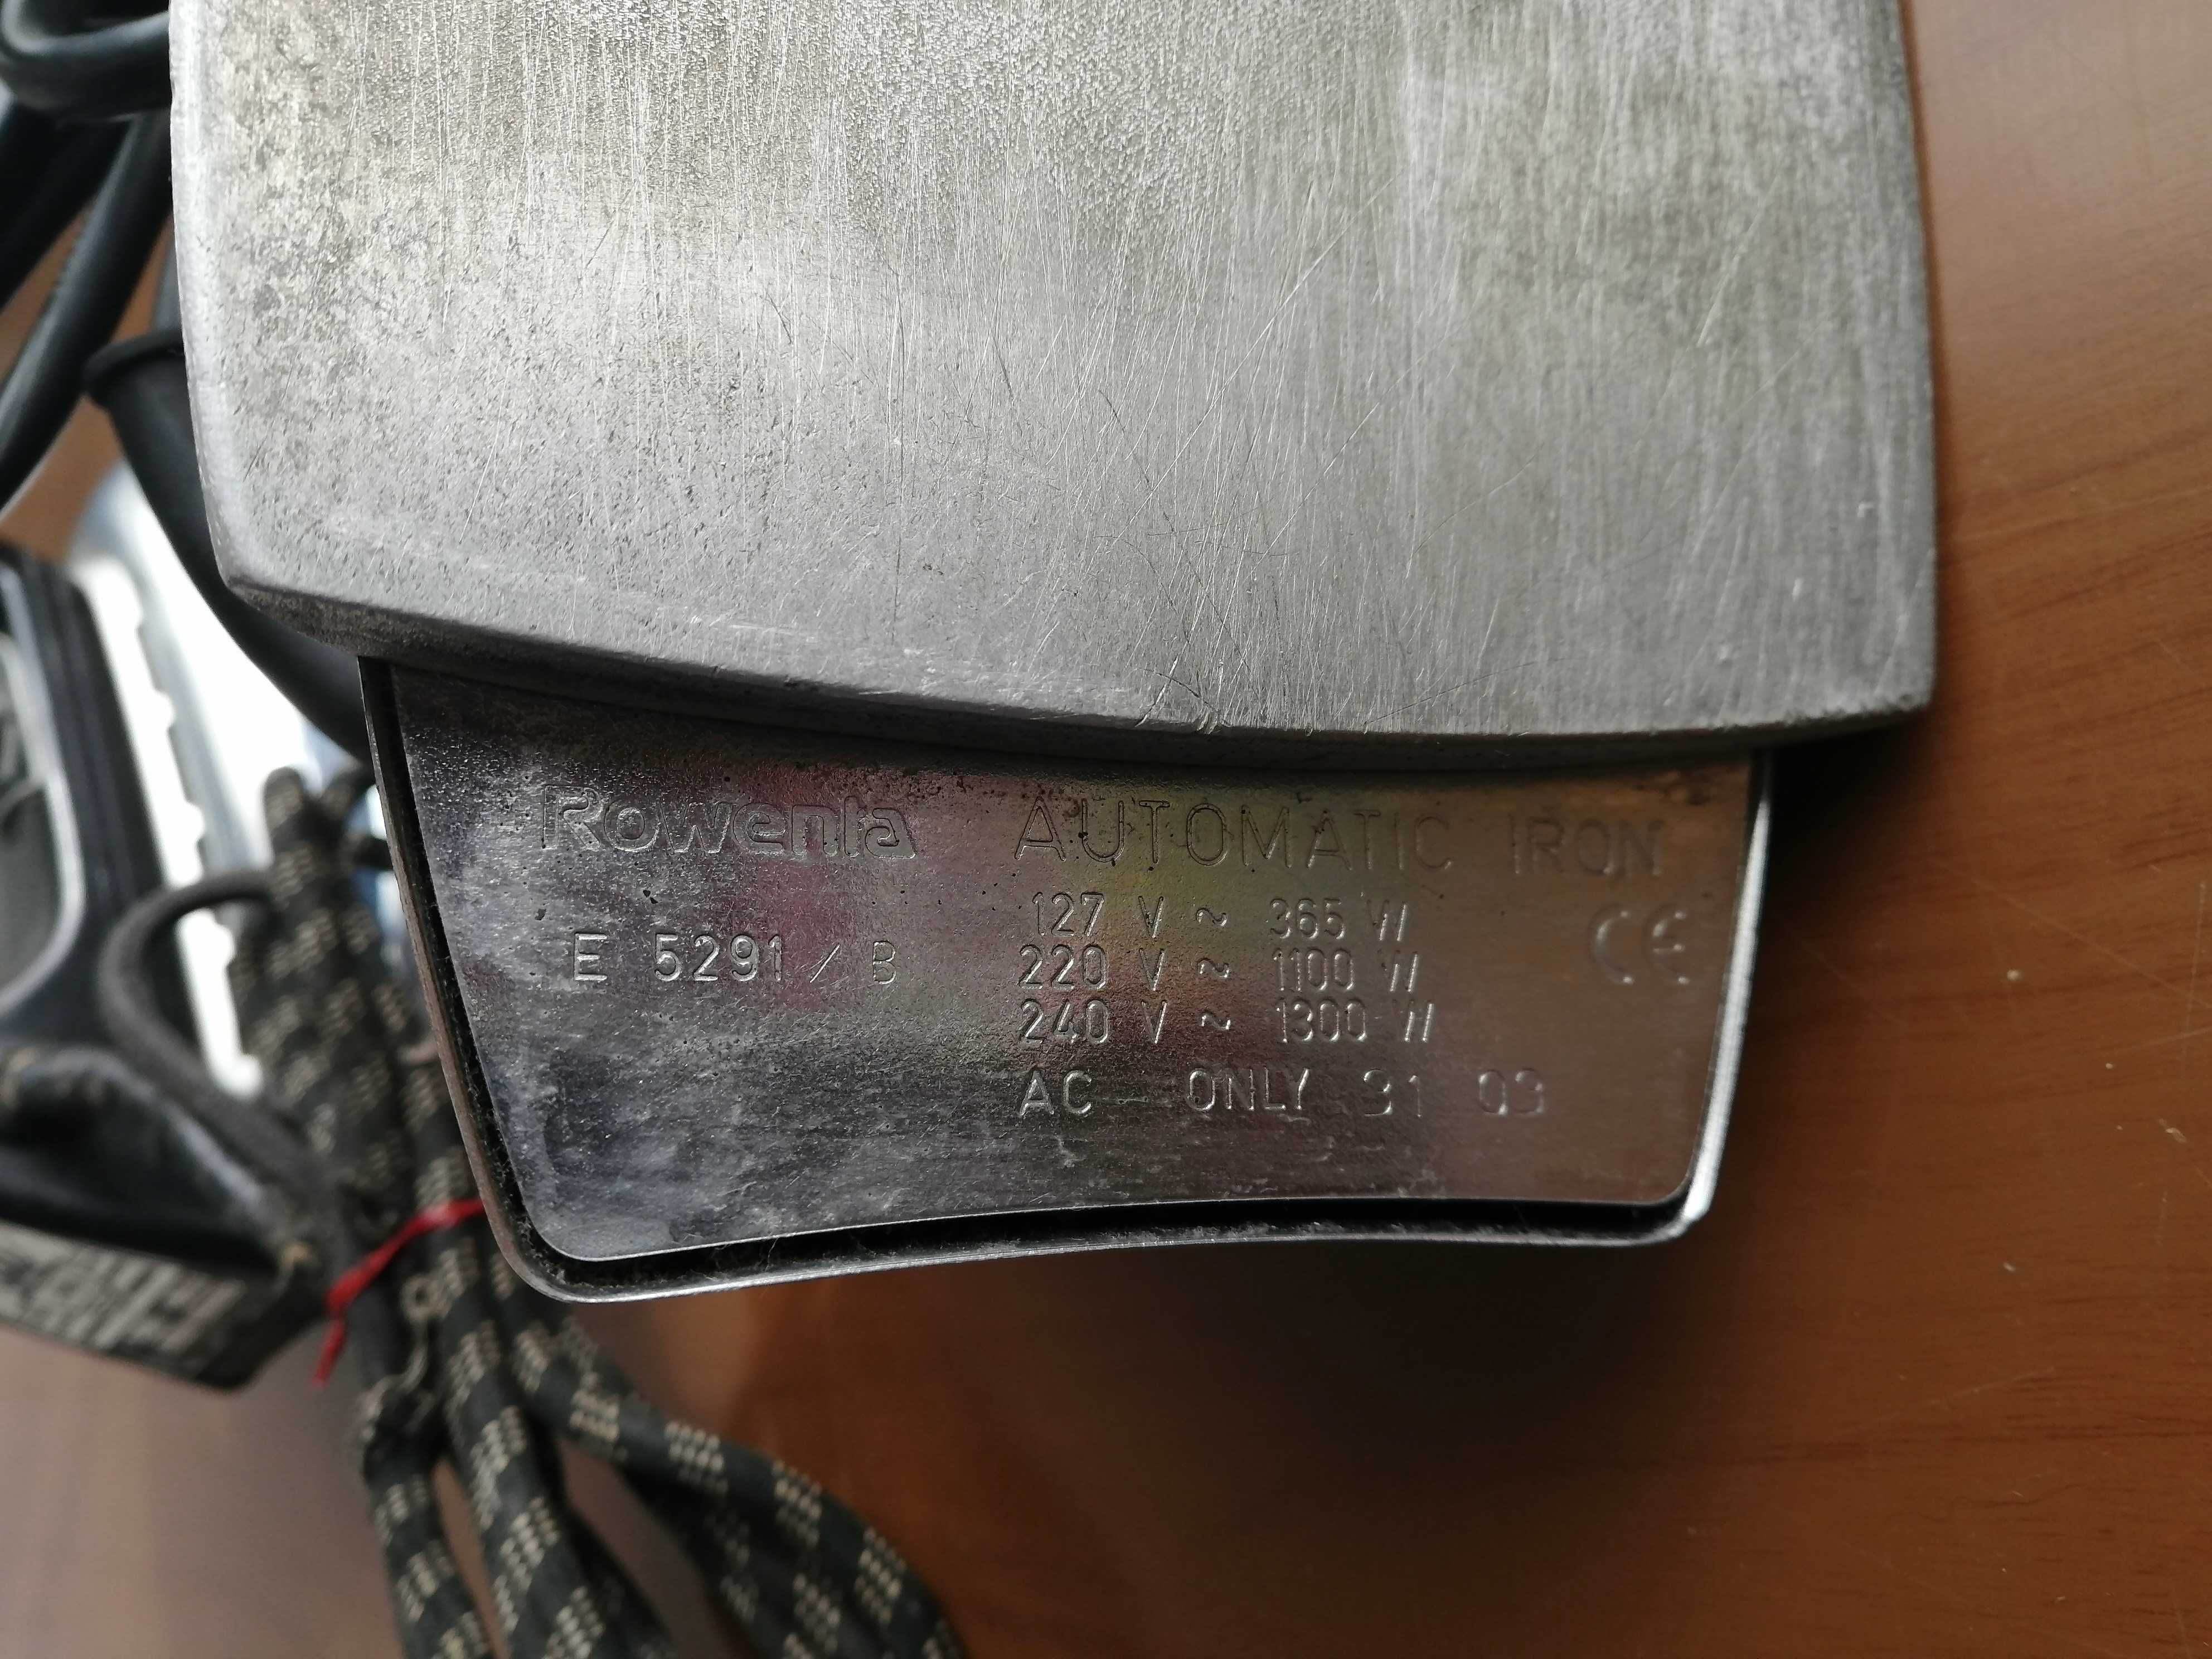 Rowenta AUTOMATIC IRON
127 V ~ 365 W
E 5291 / B 220 V ~ 1100 W CE
240 V ~ 1300 W
AC ONLY 31 03